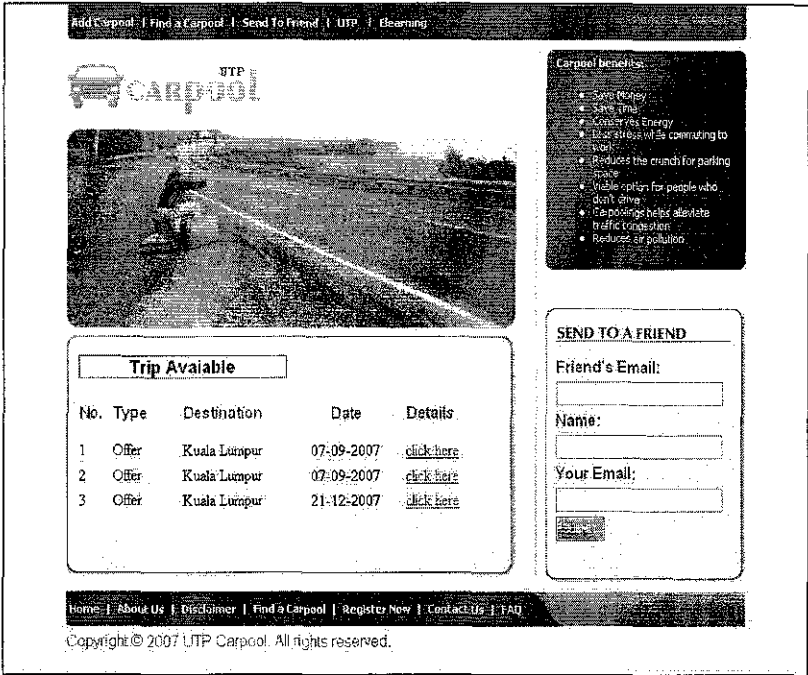 Add Carpool | Find a Carpool | Send To Friend | UTP | Elearning
UTP
CARpool
Carpool benefits:
Save Money
Save Time
Conserves Energy
Less stress while commuting to
work
Reduces the crunch for parking
space
Viable option for people who
don't drive
Carpoolings helps alleviate
traffic congestion
Reduces air pollution
Trip Avaiable
No. Type Destination Date Details
1 Offer Kuala Lumpur 07-09-2007 click here
2 Offer Kuala Lumpur 07-09-2007 click here
3 Offer Kuala Lumpur 21-12-2007 click here
SEND TO A FRIEND
Friend's Email:
Name:
Your Email:
Home | About Us | Disclaimer | Find a Carpool | Register Now | Contact Us | FAQ
Copyright © 2007 UTP Carpool. All rights reserved.